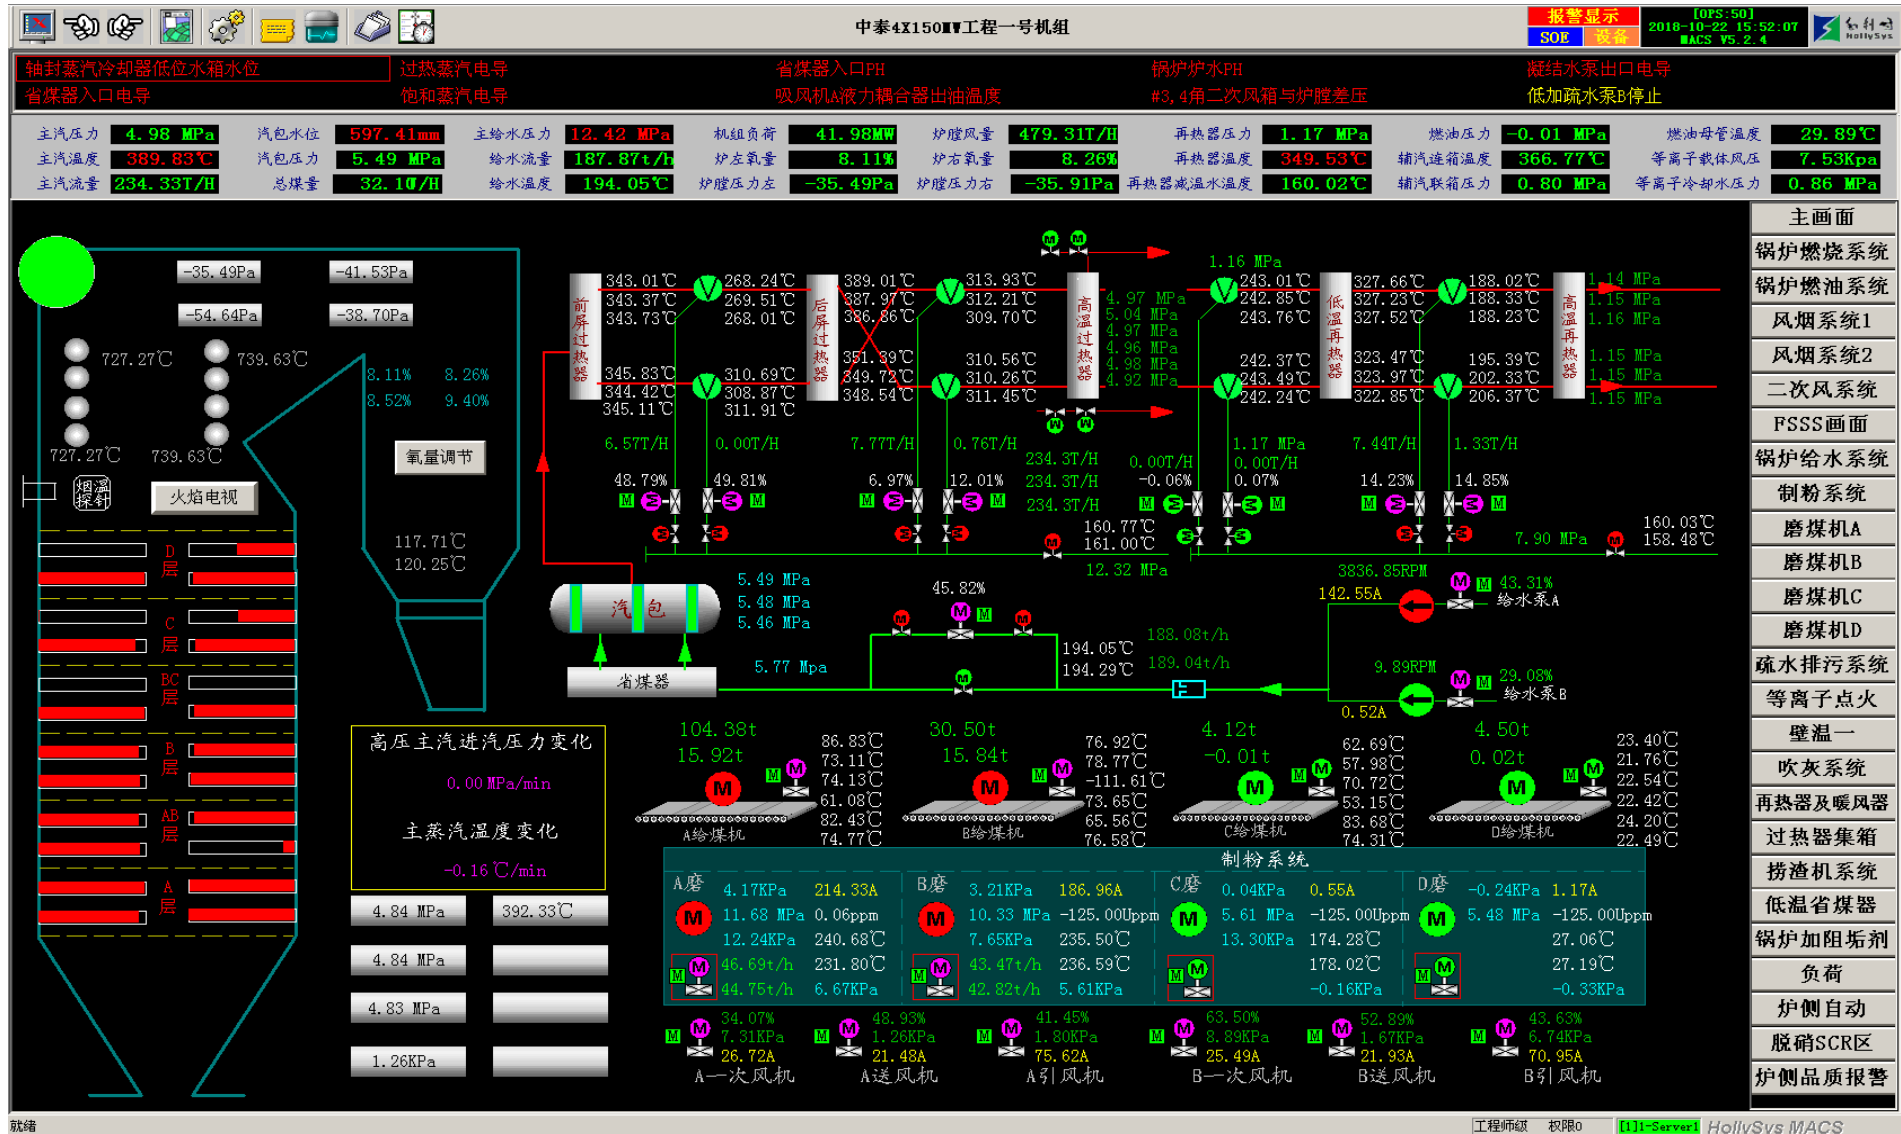 中泰4X150MW工程一号机组
报警显示
SOE 设备
[OPS:50]
2018-10-22 15:52:07
MACS V5.2.4
和利时
HollySys
轴封蒸汽冷却器低位水箱水位 过热蒸汽电导 省煤器入口PH 锅炉炉水PH 凝结水泵出口电导
省煤器入口电导 饱和蒸汽电导 吸风机A液力耦合器出油温度 #3,4角二次风箱与炉膛差压 低加疏水泵B停止
主汽压力 4.98 MPa 汽包水位 597.41mm 主给水压力 12.42 MPa 机组负荷 41.98MW 炉膛风量 479.31T/H 再热器压力 1.17 MPa 燃油压力 -0.01 MPa 燃油母管温度 29.89℃
主汽温度 389.83℃ 汽包压力 5.49 MPa 给水流量 187.87t/h 炉左氧量 8.11% 炉右氧量 8.26% 再热器温度 349.53℃ 辅汽连箱温度 366.77℃ 等离子载体风压 7.53Kpa
主汽流量 234.33T/H 总煤量 32.10T/H 给水温度 194.05℃ 炉膛压力左 -35.49Pa 炉膛压力右 -35.91Pa 再热器减温水温度 160.02℃ 辅汽联箱压力 0.80 MPa 等离子冷却水压力 0.86 MPa
主画面
锅炉燃烧系统
锅炉燃油系统
风烟系统1
风烟系统2
二次风系统
FSSS画面
锅炉给水系统
制粉系统
磨煤机A
磨煤机B
磨煤机C
磨煤机D
疏水排污系统
等离子点火
壁温一
吹灰系统
再热器及暖风器
过热器集箱
捞渣机系统
低温省煤器
锅炉加阻垢剂
负荷
炉侧自动
脱硝SCR区
炉侧品质报警
-35.49Pa -41.53Pa
-54.64Pa -38.70Pa
727.27℃ 739.63℃
727.27℃ 739.63℃
8.11% 8.26%
8.52% 9.40%
氧量调节
烟温
探针
火焰电视
117.71℃
120.25℃
D
层
C
层
BC
层
B
层
AB
层
A
层
前屏过热器
后屏过热器
高温过热器
低温再热器
高温再热器
343.01℃ 268.24℃ 389.01℃ 313.93℃
343.37℃ 269.51℃ 387.97℃ 312.21℃
343.73℃ 268.01℃ 386.86℃ 309.70℃
345.83℃ 310.69℃ 351.39℃ 310.56℃
344.42℃ 308.87℃ 349.72℃ 310.26℃
345.11℃ 311.91℃ 348.54℃ 311.45℃
4.97 MPa
5.04 MPa
4.97 MPa
4.96 MPa
4.98 MPa
4.92 MPa
1.16 MPa
243.01℃ 327.66℃ 188.02℃ 1.14 MPa
242.85℃ 327.23℃ 188.33℃ 1.15 MPa
243.76℃ 327.52℃ 188.23℃ 1.16 MPa
242.37℃ 323.47℃ 195.39℃ 1.15 MPa
243.49℃ 323.97℃ 202.33℃ 1.15 MPa
242.24℃ 322.85℃ 206.37℃ 1.15 MPa
6.57T/H 0.00T/H 7.77T/H 0.76T/H
234.3T/H
234.3T/H
234.3T/H
1.17 MPa 7.44T/H 1.33T/H
0.00T/H 0.00T/H
48.79% 49.81% 6.97% 12.01% -0.06% 0.07% 14.23% 14.85%
160.77℃
161.00℃
12.32 MPa
7.90 MPa
160.03℃
158.48℃
汽包
5.49 MPa
5.48 MPa
5.46 MPa
省煤器
5.77 Mpa
45.82%
194.05℃
194.29℃
188.08t/h
189.04t/h
3836.85RPM
142.55A
43.31%
给水泵A
9.89RPM
29.08%
给水泵B
0.52A
高压主汽进汽压力变化
0.00 MPa/min
主蒸汽温度变化
-0.16 ℃/min
4.84 MPa 392.33℃
4.84 MPa
4.83 MPa
1.26KPa
104.38t
15.92t
86.83℃
73.11℃
74.13℃
61.08℃
82.43℃
74.77℃
A给煤机
30.50t
15.84t
76.92℃
78.77℃
-111.61℃
73.65℃
65.56℃
76.58℃
B给煤机
4.12t
-0.01t
62.69℃
57.98℃
70.72℃
53.15℃
83.68℃
74.31℃
C给煤机
4.50t
0.02t
23.40℃
21.76℃
22.54℃
22.42℃
24.20℃
22.49℃
D给煤机
制粉系统
A磨 4.17KPa 214.33A
11.68 MPa 0.06ppm
12.24KPa 240.68℃
46.69t/h 231.80℃
44.75t/h 6.67KPa
B磨 3.21KPa 186.96A
10.33 MPa -125.00Uppm
7.65KPa 235.50℃
43.47t/h 236.59℃
42.82t/h 5.61KPa
C磨 0.04KPa 0.55A
5.61 MPa -125.00Uppm
13.30KPa 174.28℃
178.02℃
-0.16KPa
D磨 -0.24KPa 1.17A
5.48 MPa -125.00Uppm
27.06℃
27.19℃
-0.33KPa
34.07%
7.31KPa
26.72A
A一次风机
48.93%
1.26KPa
21.48A
A送风机
41.45%
1.80KPa
75.62A
A引风机
63.50%
8.89KPa
25.49A
B一次风机
52.89%
1.67KPa
21.93A
B送风机
43.63%
6.74KPa
70.95A
B引风机
就绪 工程师级 权限0 [1]1-Server1 HollySys MACS